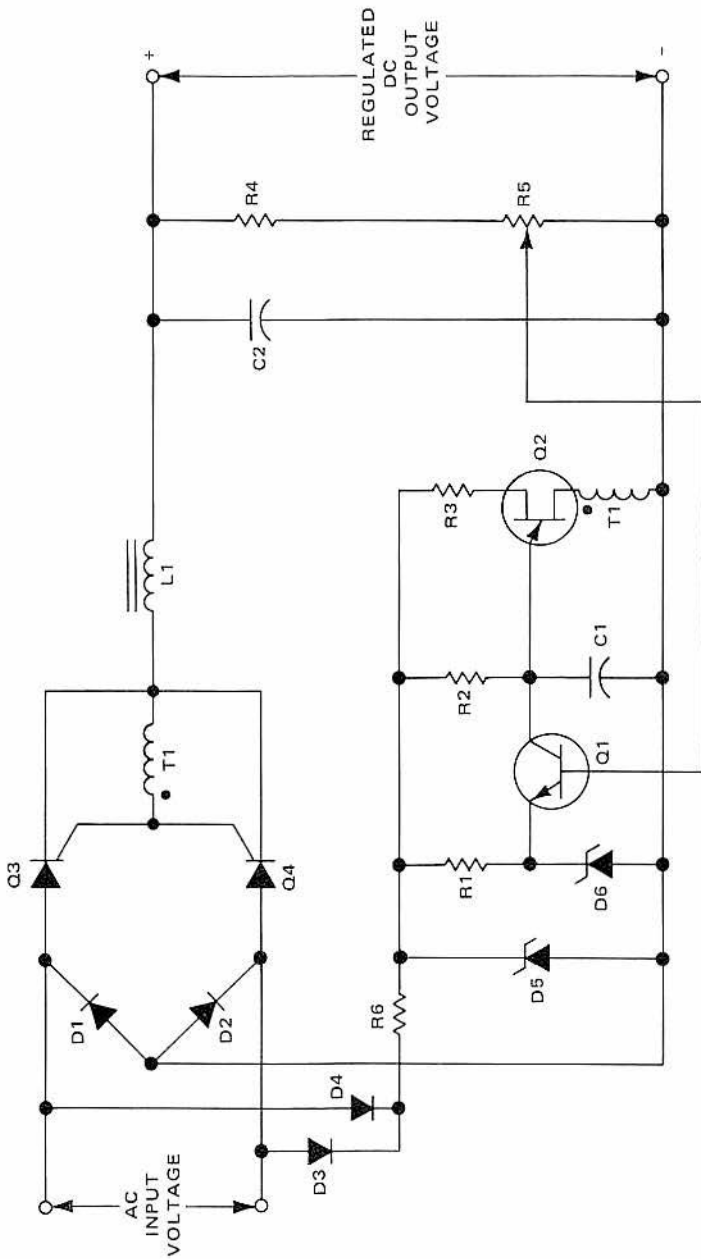 AC
INPUT
VOLTAGE
D1
D2
D3
D4
Q3
Q4
T1
L1
C2
R4
R5
+
REGULATED
DC
OUTPUT
VOLTAGE
-
R6
D5
R1
D6
Q1
R2
C1
R3
Q2
T1